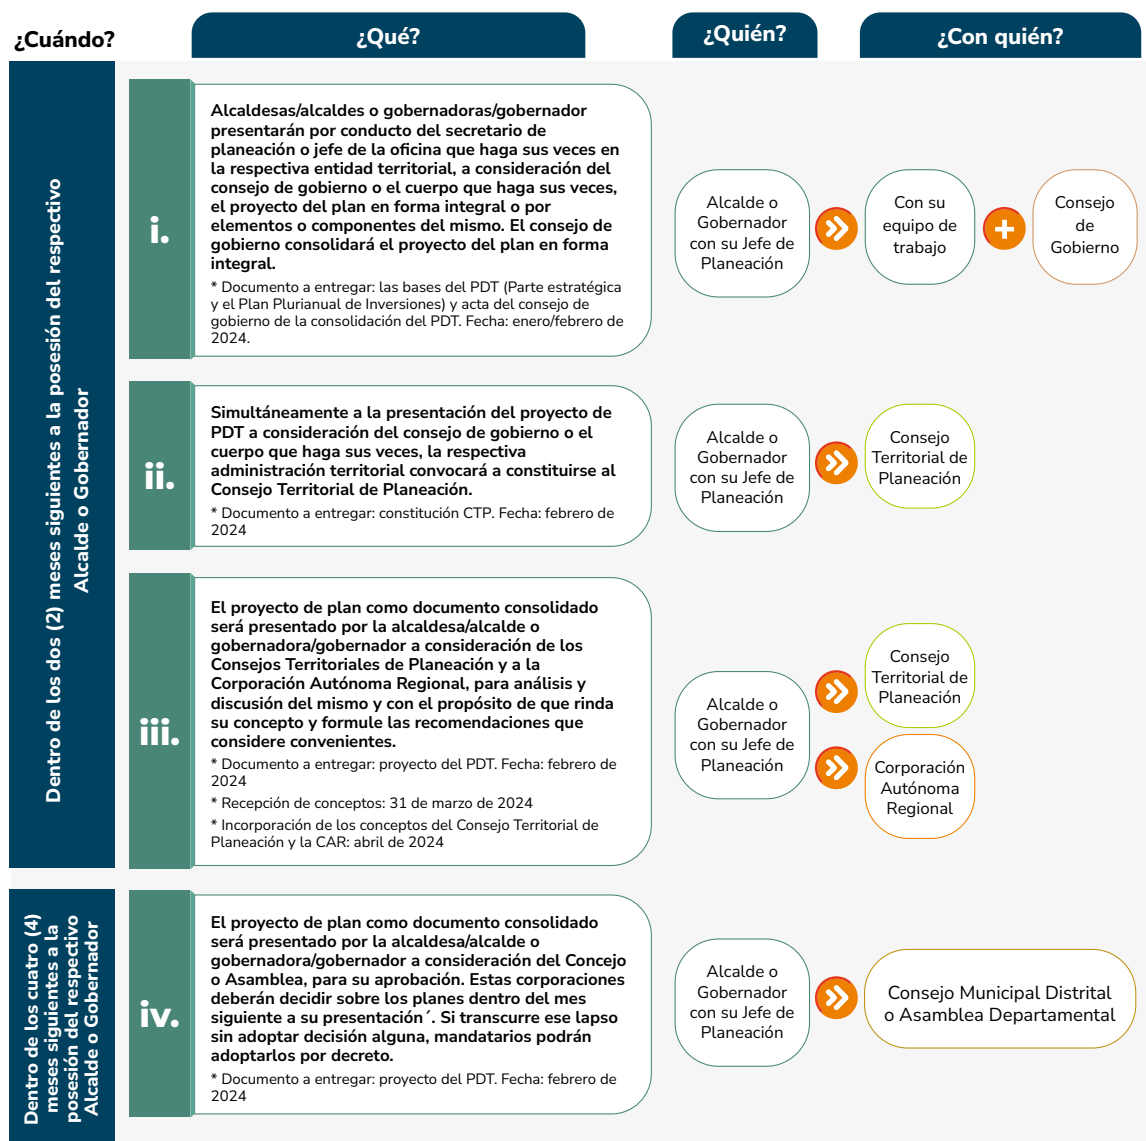 ¿Cuándo?
¿Qué?
¿Quién?
¿Con quién?
Dentro de los dos (2) meses siguientes a la posesión del respectivo
Alcalde o Gobernador
i.
Alcaldesas/alcaldes o gobernadoras/gobernador
presentarán por conducto del secretario de
planeación o jefe de la oficina que haga sus veces en
la respectiva entidad territorial, a consideración del
consejo de gobierno o el cuerpo que haga sus veces,
el proyecto del plan en forma integral o por
elementos o componentes del mismo. El consejo de
gobierno consolidará el proyecto del plan en forma
integral.
* Documento a entregar: las bases del PDT (Parte estratégica
y el Plan Plurianual de Inversiones) y acta del consejo de
gobierno de la consolidación del PDT. Fecha: enero/febrero de
2024.
Alcalde o
Gobernador
con su Jefe de
Planeación
Con su
equipo de
trabajo
Consejo
de
Gobierno
ii.
Simultáneamente a la presentación del proyecto de
PDT a consideración del consejo de gobierno o el
cuerpo que haga sus veces, la respectiva
administración territorial convocará a constituirse al
Consejo Territorial de Planeación.
* Documento a entregar: constitución CTP. Fecha: febrero de
2024
Alcalde o
Gobernador
con su Jefe de
Planeación
Consejo
Territorial de
Planeación
iii.
El proyecto de plan como documento consolidado
será presentado por la alcaldesa/alcalde o
gobernadora/gobernador a consideración de los
Consejos Territoriales de Planeación y a la
Corporación Autónoma Regional, para análisis y
discusión del mismo y con el propósito de que rinda
su concepto y formule las recomendaciones que
considere convenientes.
* Documento a entregar: proyecto del PDT. Fecha: febrero de
2024
* Recepción de conceptos: 31 de marzo de 2024
* Incorporación de los conceptos del Consejo Territorial de
Planeación y la CAR: abril de 2024
Alcalde o
Gobernador
con su Jefe de
Planeación
Consejo
Territorial de
Planeación
Corporación
Autónoma
Regional
Dentro de los cuatro (4)
meses siguientes a la
posesión del respectivo
Alcalde o Gobernador
iv.
El proyecto de plan como documento consolidado
será presentado por la alcaldesa/alcalde o
gobernadora/gobernador a consideración del Concejo
o Asamblea, para su aprobación. Estas corporaciones
deberán decidir sobre los planes dentro del mes
siguiente a su presentación´. Si transcurre ese lapso
sin adoptar decisión alguna, mandatarios podrán
adoptarlos por decreto.
* Documento a entregar: proyecto del PDT. Fecha: febrero de
2024
Alcalde o
Gobernador
con su Jefe de
Planeación
Consejo Municipal Distrital
o Asamblea Departamental